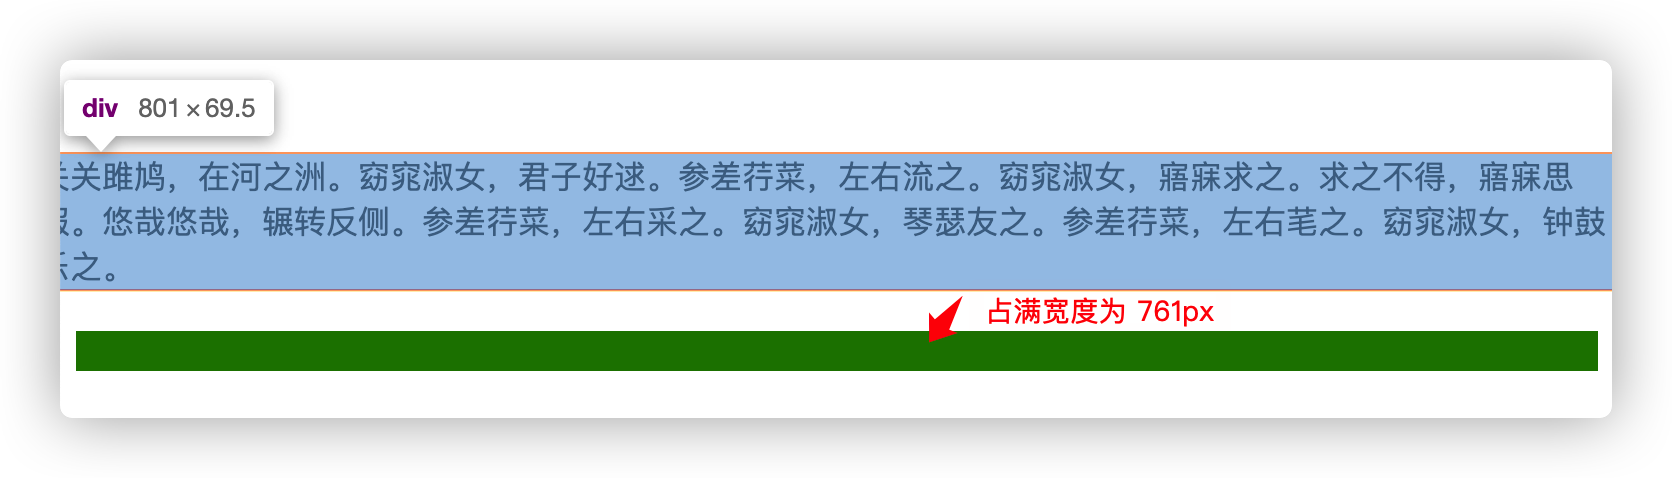 div 801 × 69.5
关雎鸠，在河之洲。窈窕淑女，君子好逑。参差荇菜，左右流之。窈窕淑女，寤寐求之。求之不得，寤寐思
。悠哉悠哉，辗转反侧。参差荇菜，左右采之。窈窕淑女，琴瑟友之。参差荇菜，左右芼之。窈窕淑女，钟鼓
之。
占满宽度为 761px